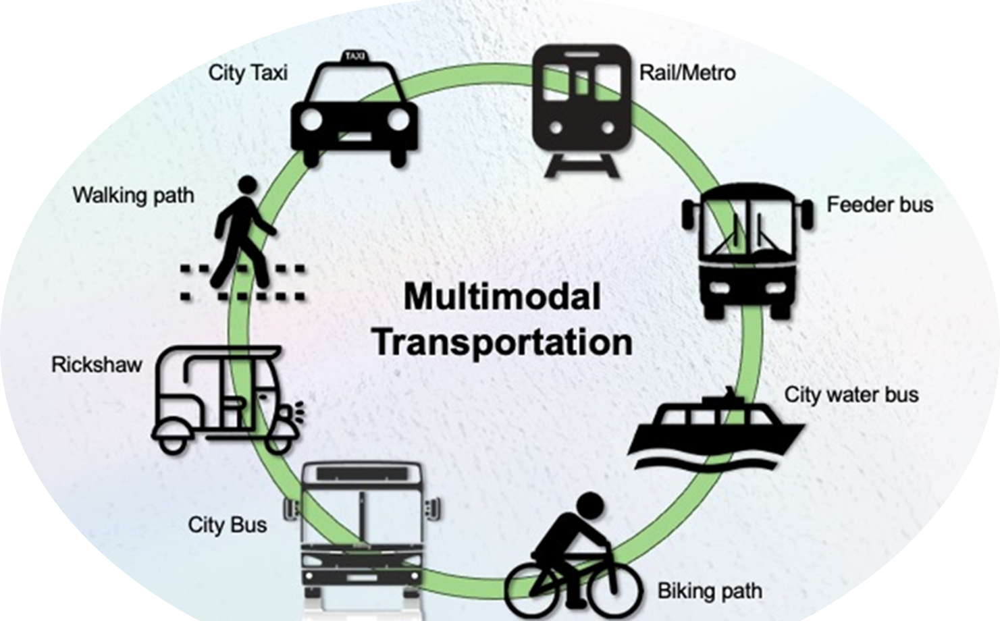 TAXI
City Taxi
Rail/Metro
Walking path
Feeder bus
Multimodal
Transportation
Rickshaw
City water bus
City Bus
Biking path